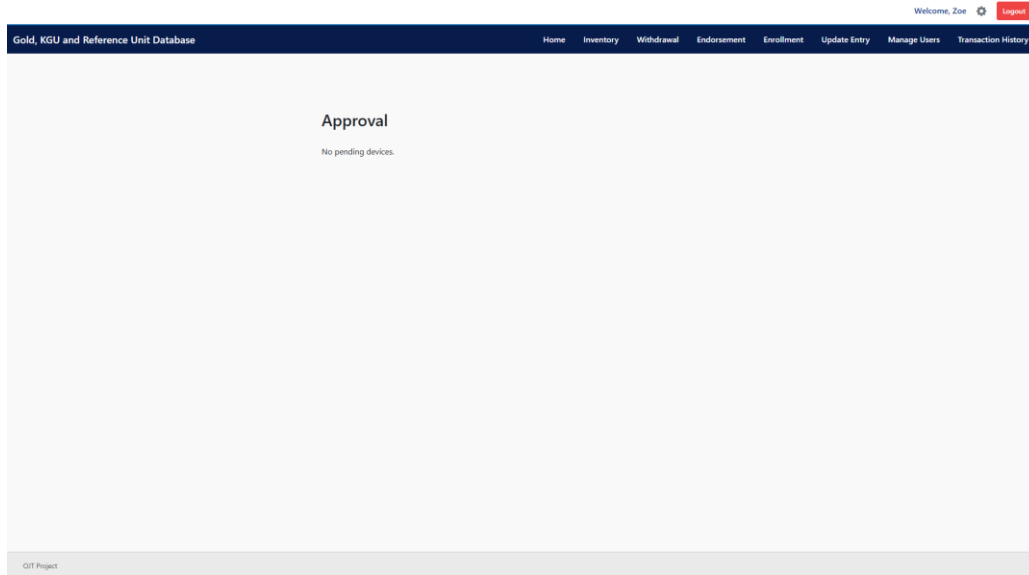 Welcome, Zoe Logout
Gold, KGU and Reference Unit Database Home Inventory Withdrawal Endorsement Enrollment Update Entry Manage Users Transaction History
Approval
No pending devices.
OJT Project